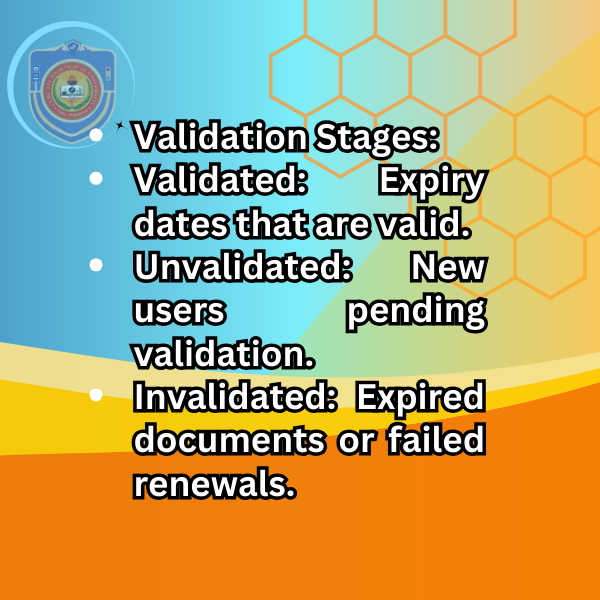 Validation Stages:
Validated: Expiry
dates that are valid.
Unvalidated: New
users pending
validation.
Invalidated: Expired
documents or failed
renewals.